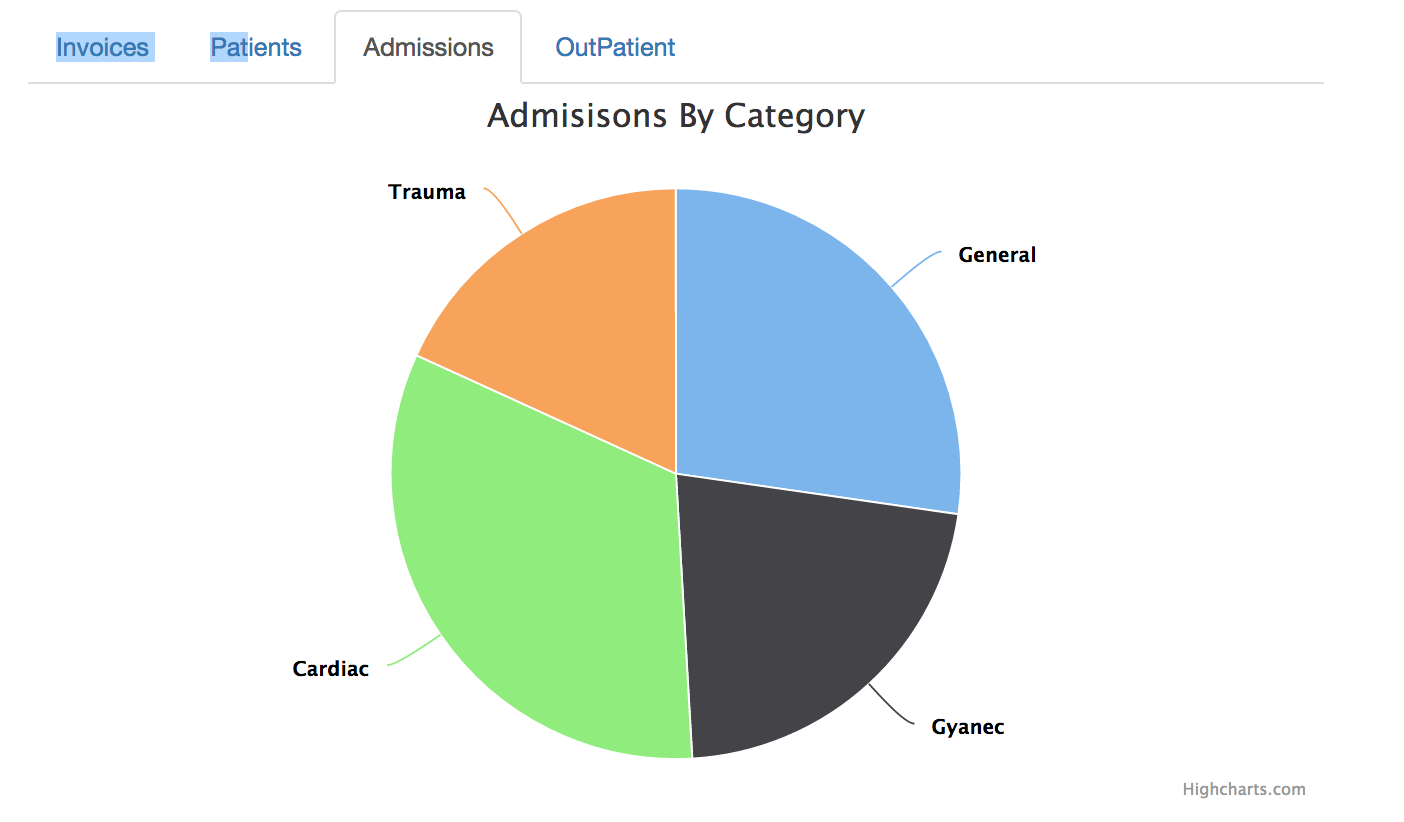 Invoices Patients Admissions OutPatient
Admisisons By Category
Trauma
General
Cardiac
Gyanec
Highcharts.com